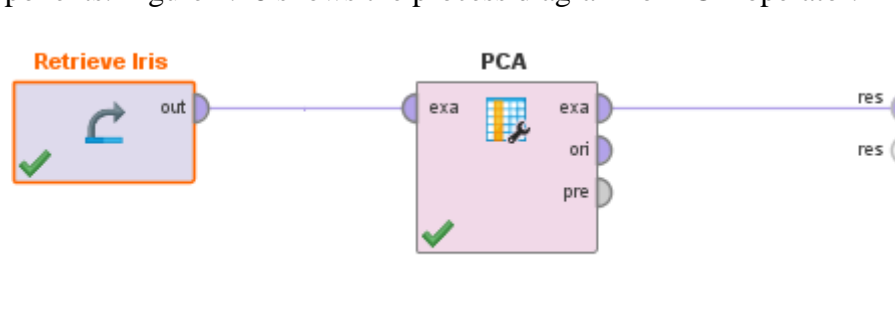 Retrieve Iris
PCA
out
exa
exa
res
ori
res
pre